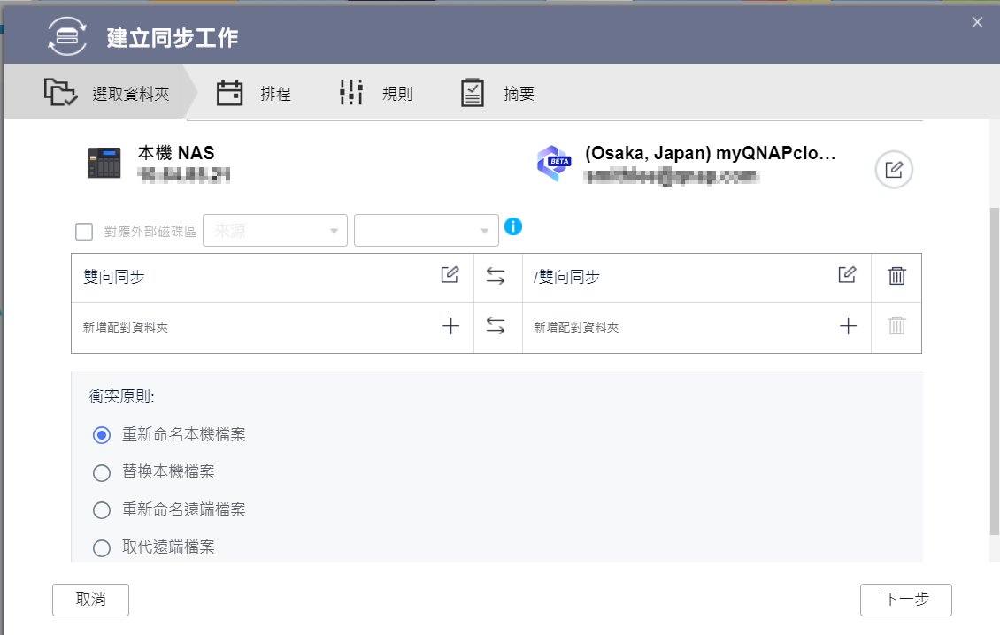 建立同步工作
選取資料夾 排程 規則 摘要
本機 NAS (Osaka, Japan) myQNAPclo...
BETA
對應外部磁碟區 來源
雙向同步 /雙向同步
新增配對資料夾 新增配對資料夾
衝突原則:
重新命名本機檔案
替換本機檔案
重新命名遠端檔案
取代遠端檔案
取消 下一步